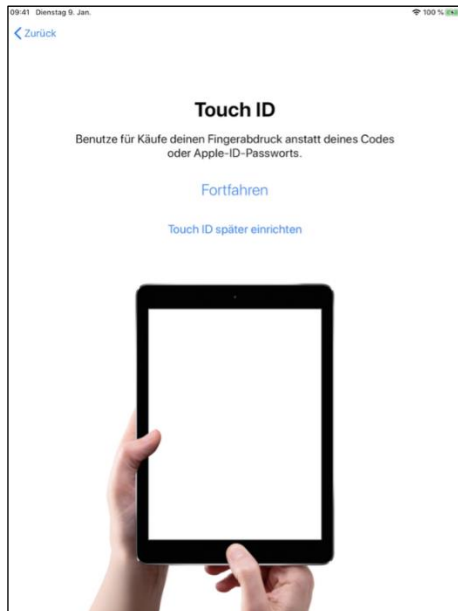 09:41 Dienstag 9. Jan. 100 %
Zurück
Touch ID
Benutze für Käufe deinen Fingerabdruck anstatt deines Codes
oder Apple-ID-Passworts.
Fortfahren
Touch ID später einrichten